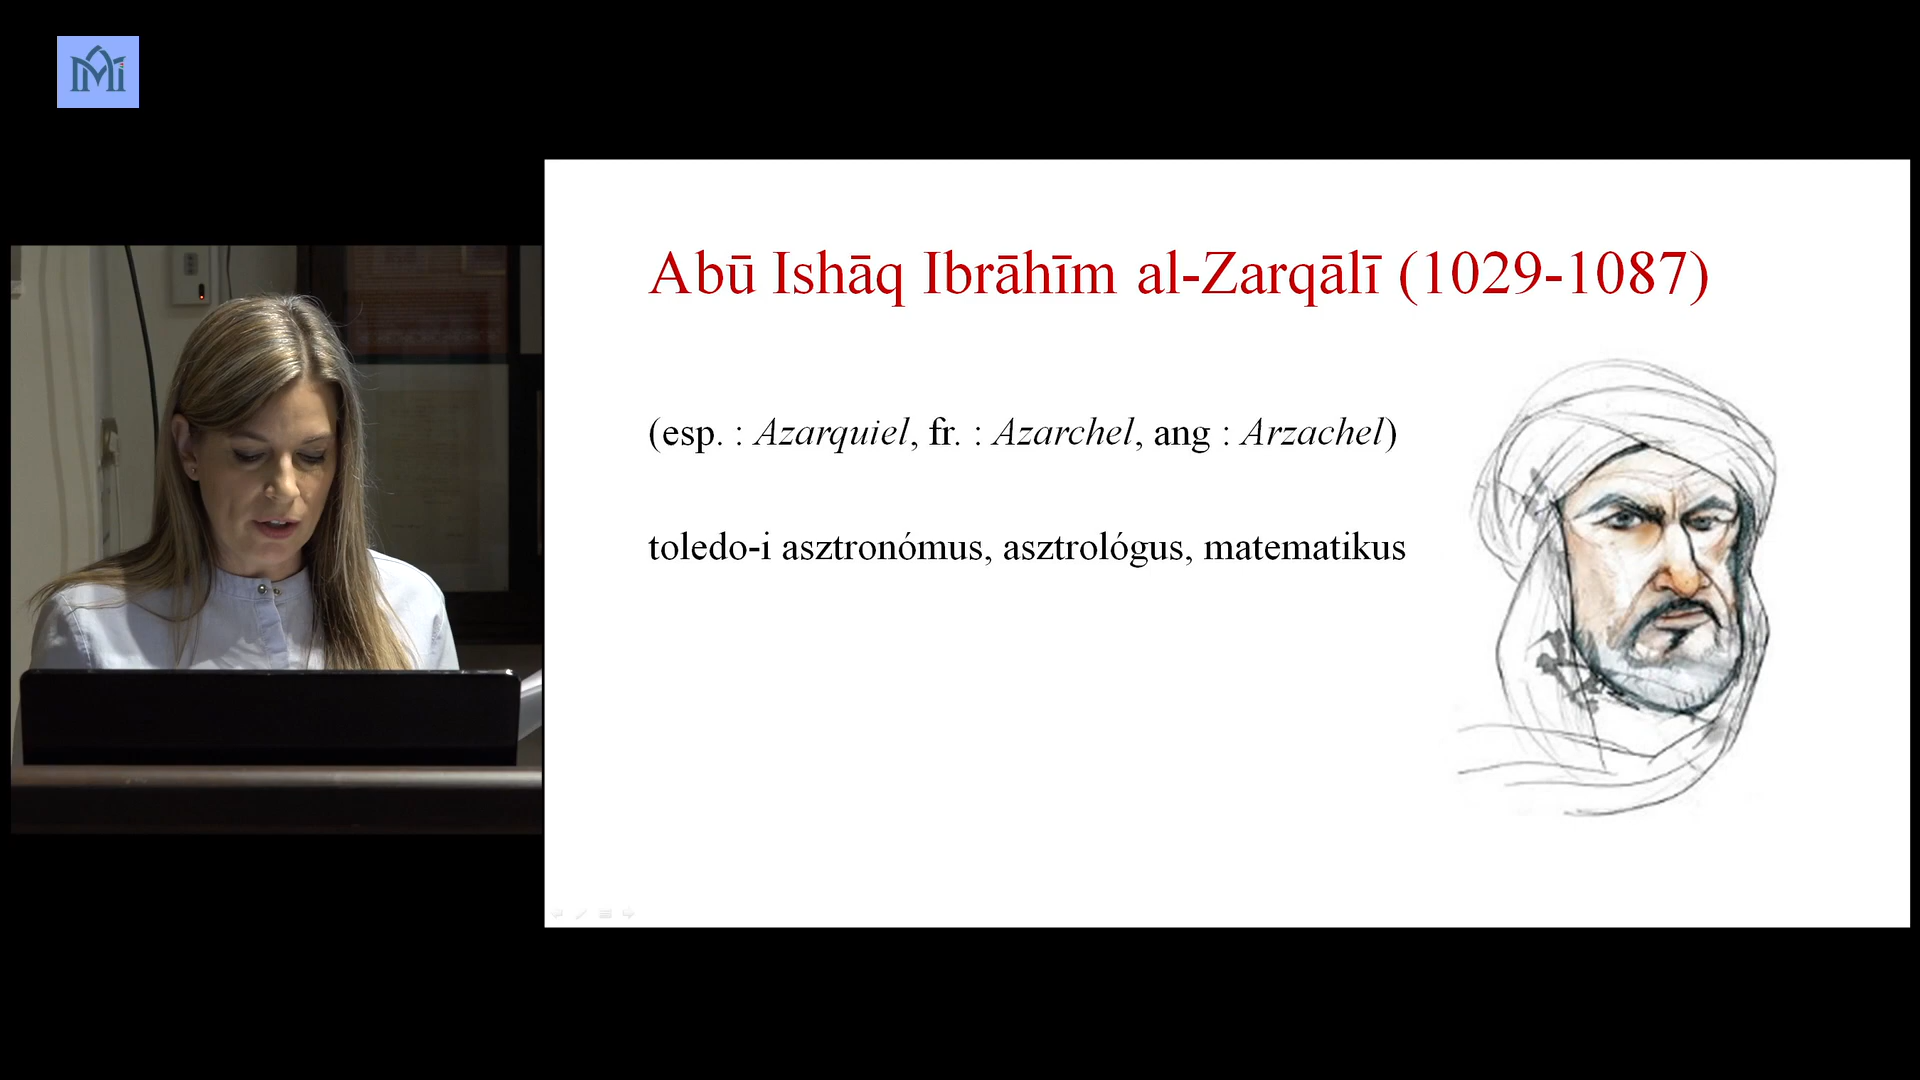 Abū Ishāq Ibrāhīm al-Zarqālī (1029-1087)
(esp. : Azarquiel, fr. : Azarchel, ang : Arzachel)
toledo-i asztronómus, asztrológus, matematikus